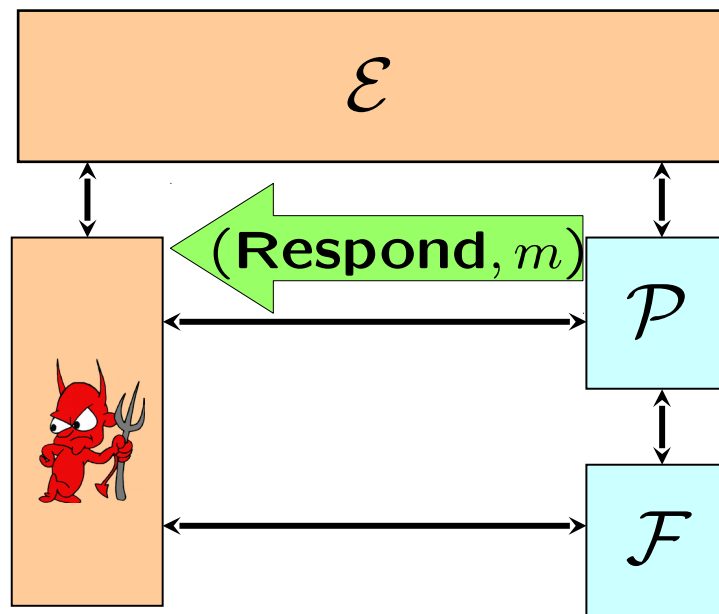 ℰ
(Respond, m)
𝒫
ℱ